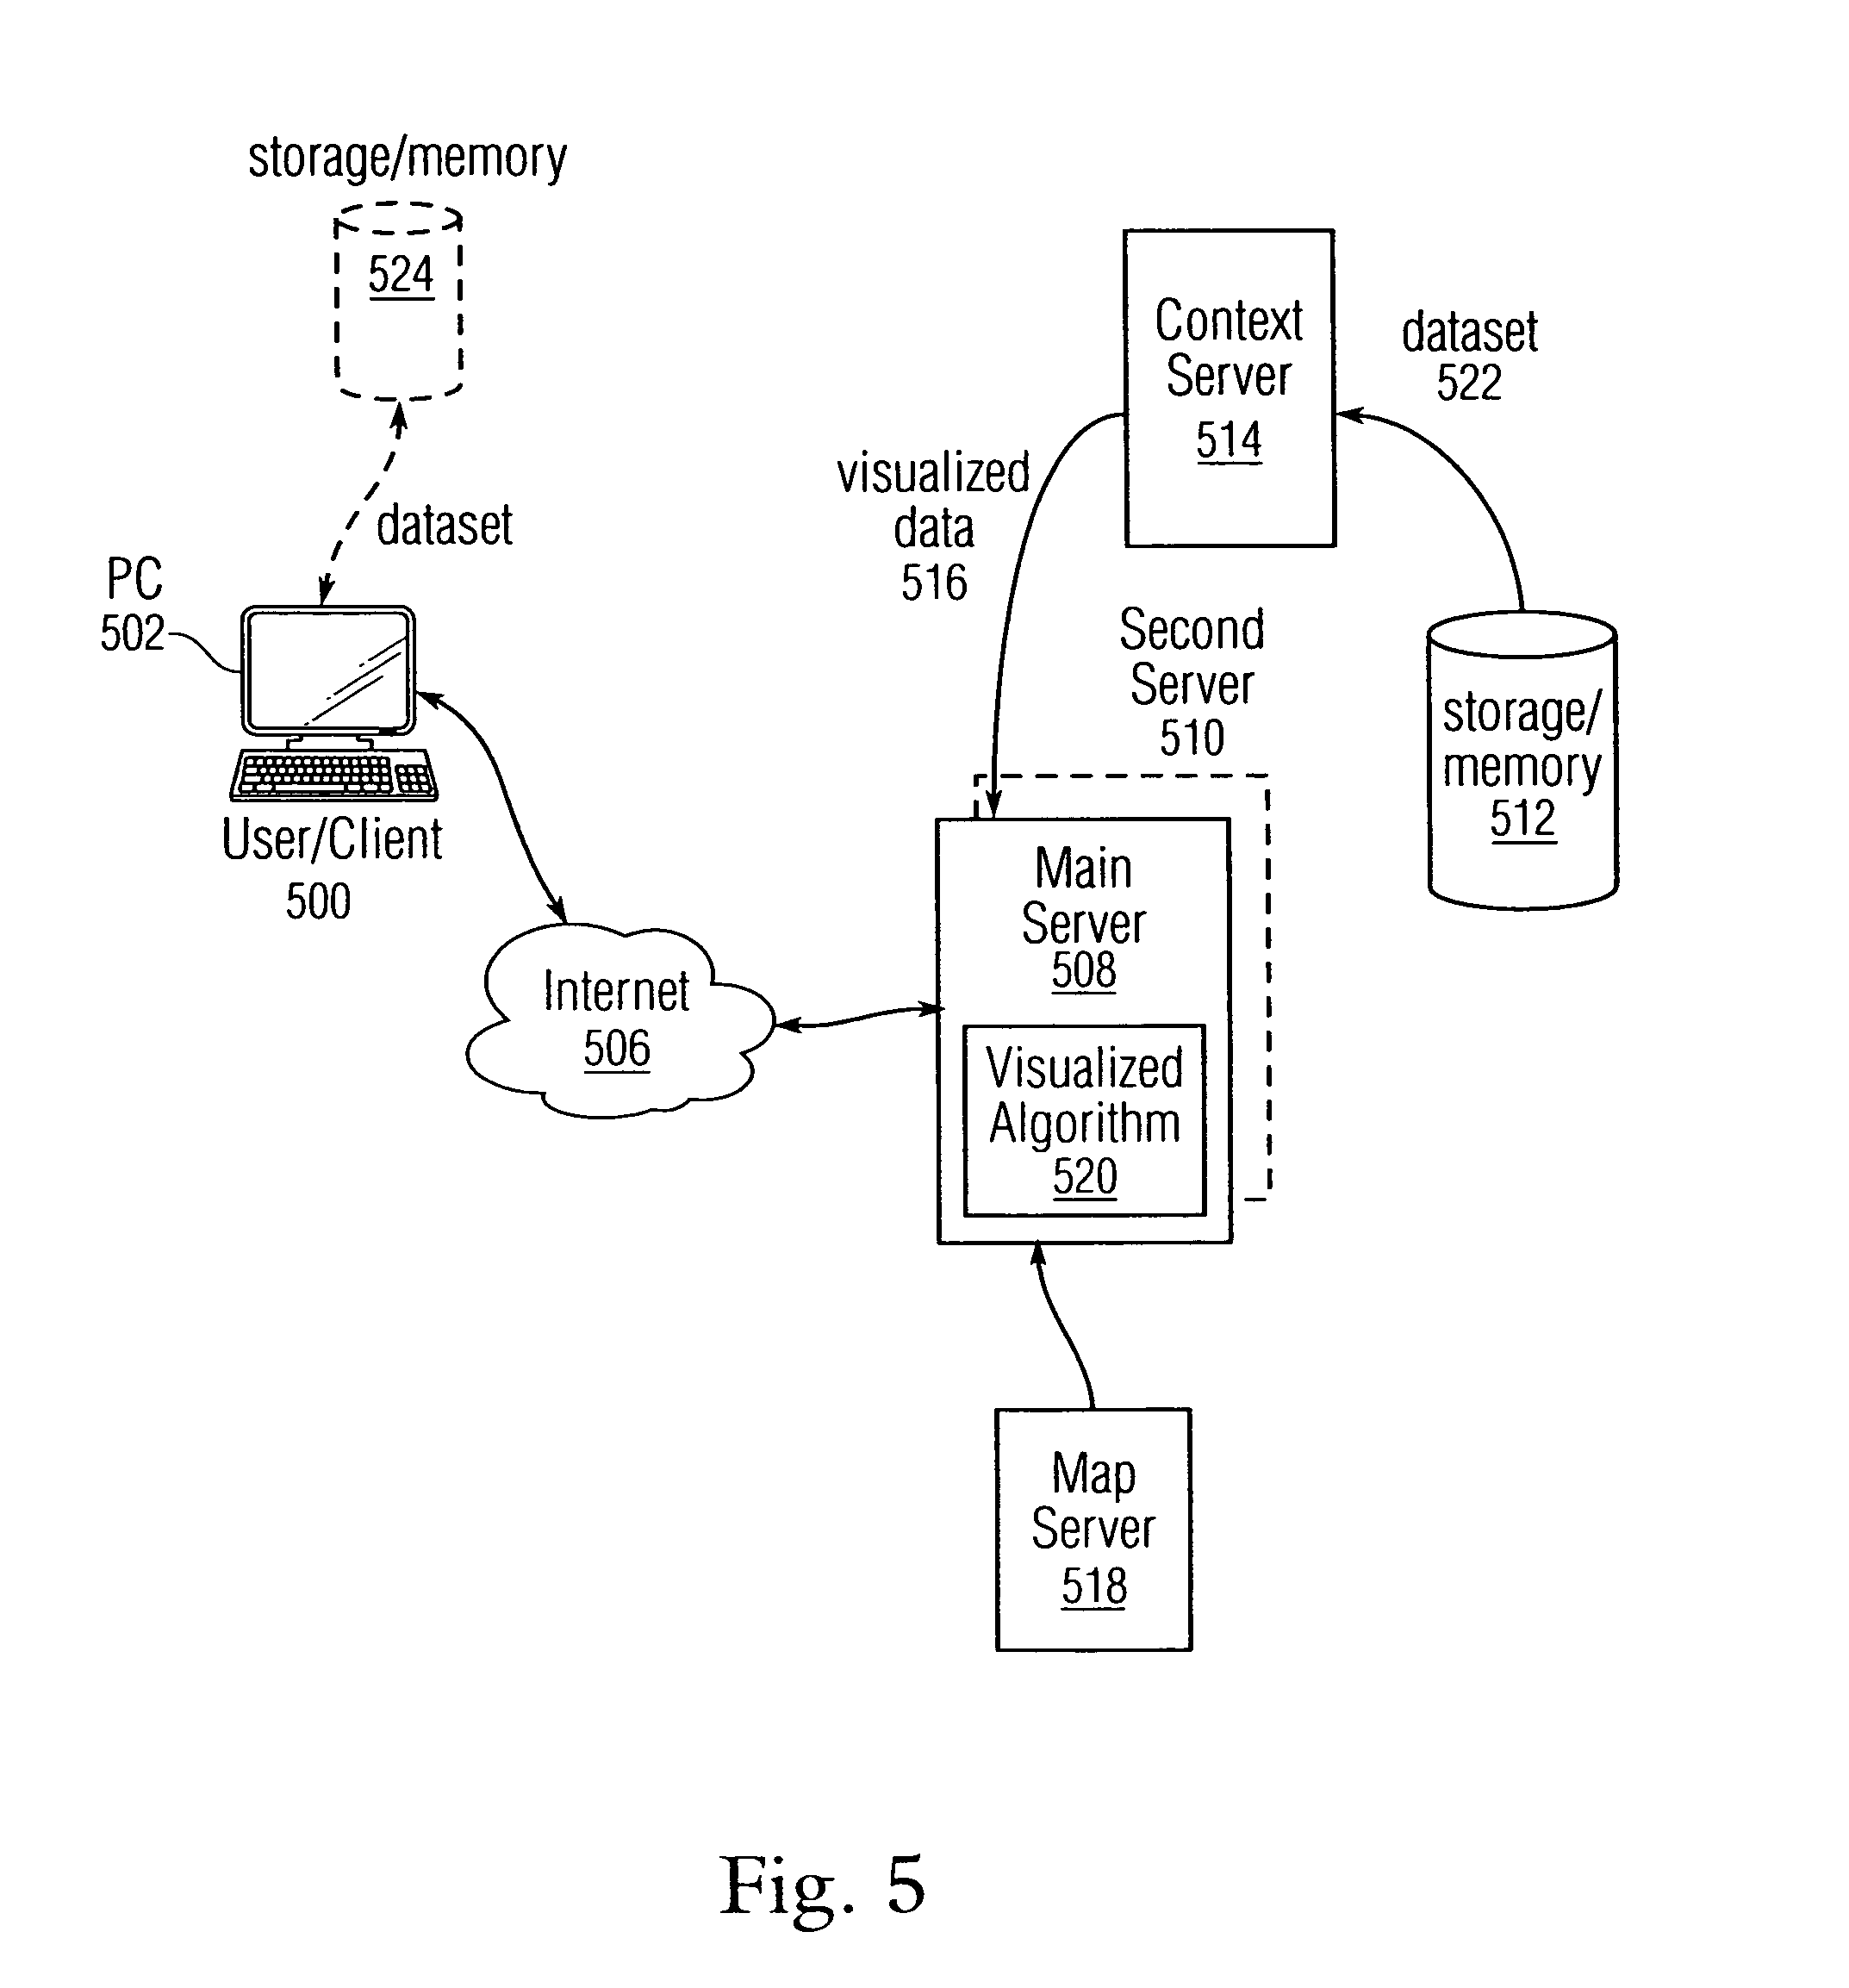 storage/memory
524
dataset
PC
502
User/Client
500
Internet
506
Context
Server
514
dataset
522
visualized
data
516
Second
Server
510
storage/
memory
512
Main
Server
508
Visualized
Algorithm
520
Map
Server
518
Fig. 5